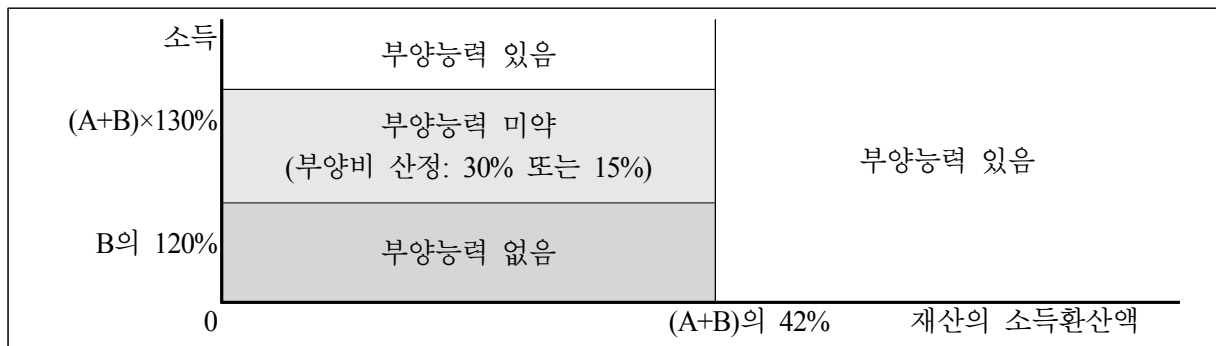 소득
부양능력 있음
(A+B)×130%
부양능력 미약
(부양비 산정: 30% 또는 15%)
부양능력 있음
B의 120%
부양능력 없음
0
(A+B)의 42%
재산의 소득환산액